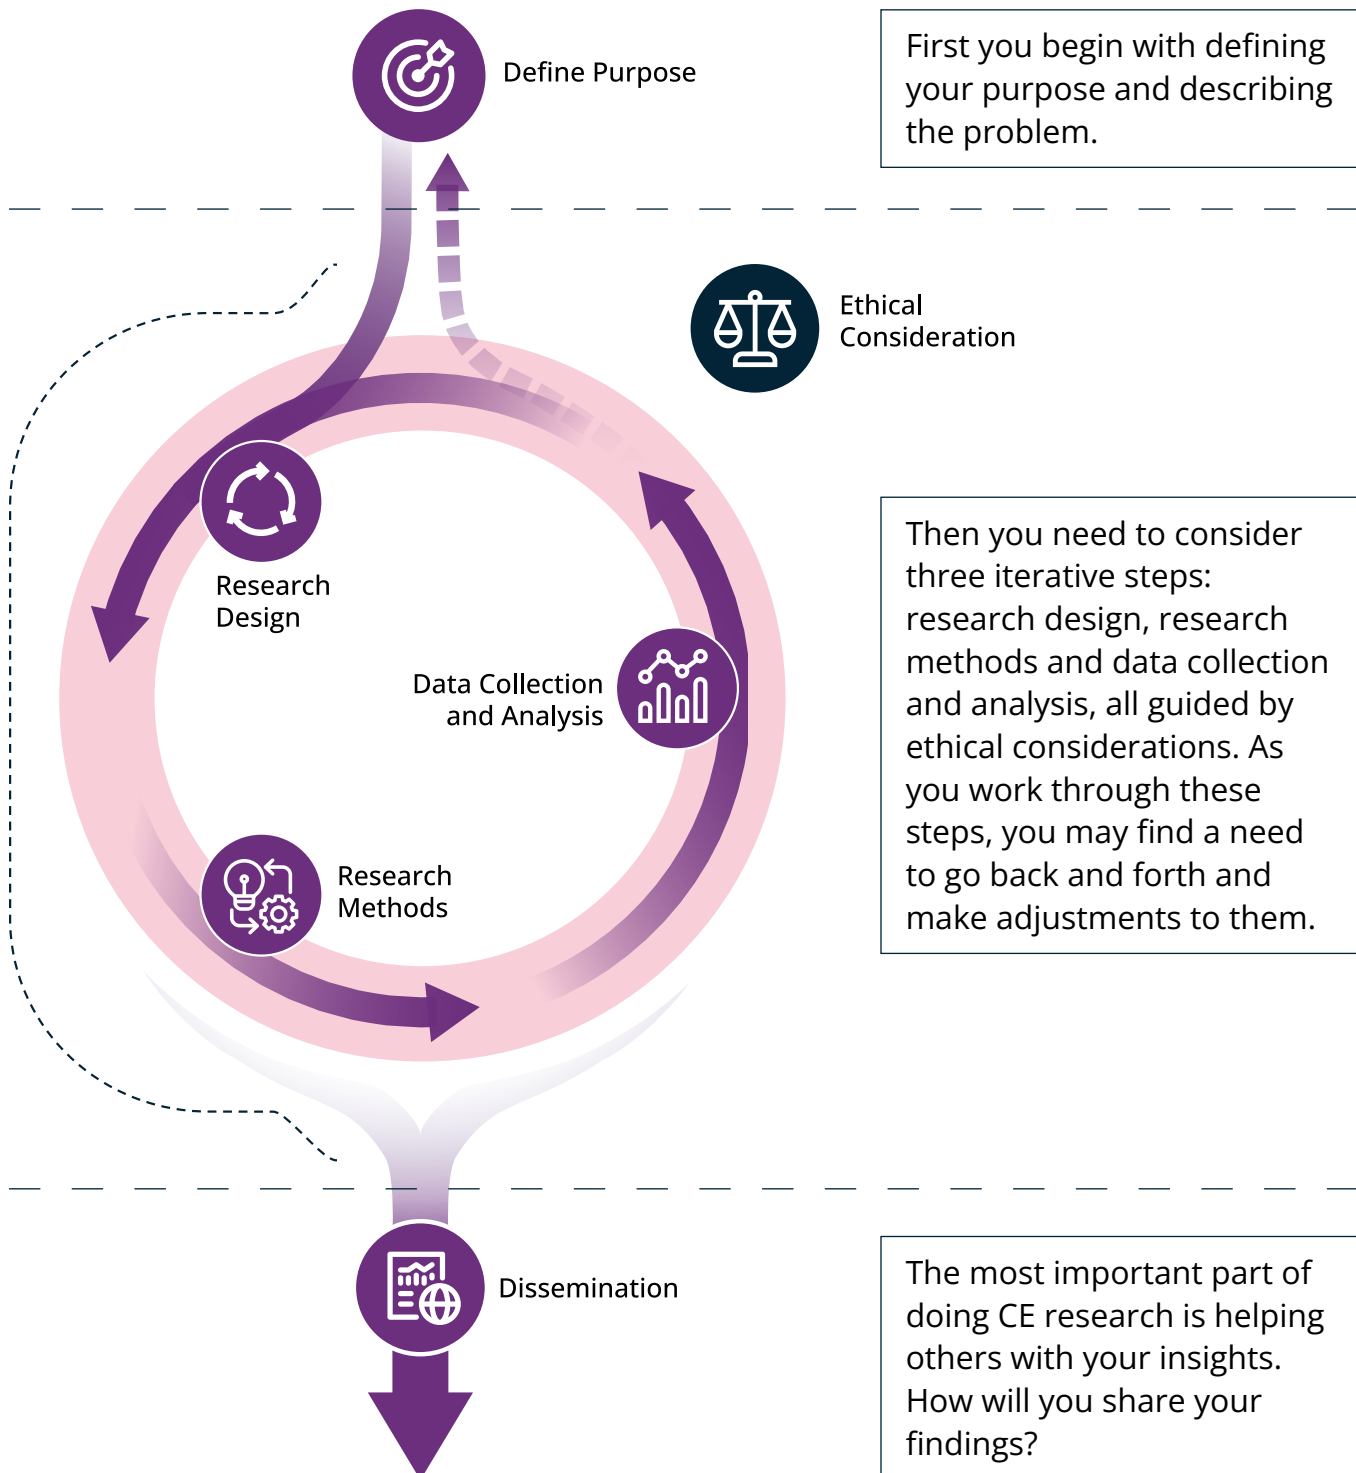 Define Purpose
First you begin with defining
your purpose and describing
the problem.
Ethical
Consideration
Research
Design
Data Collection
and Analysis
Research
Methods
Then you need to consider
three iterative steps:
research design, research
methods and data collection
and analysis, all guided by
ethical considerations. As
you work through these
steps, you may find a need
to go back and forth and
make adjustments to them.
Dissemination
The most important part of
doing CE research is helping
others with your insights.
How will you share your
findings?